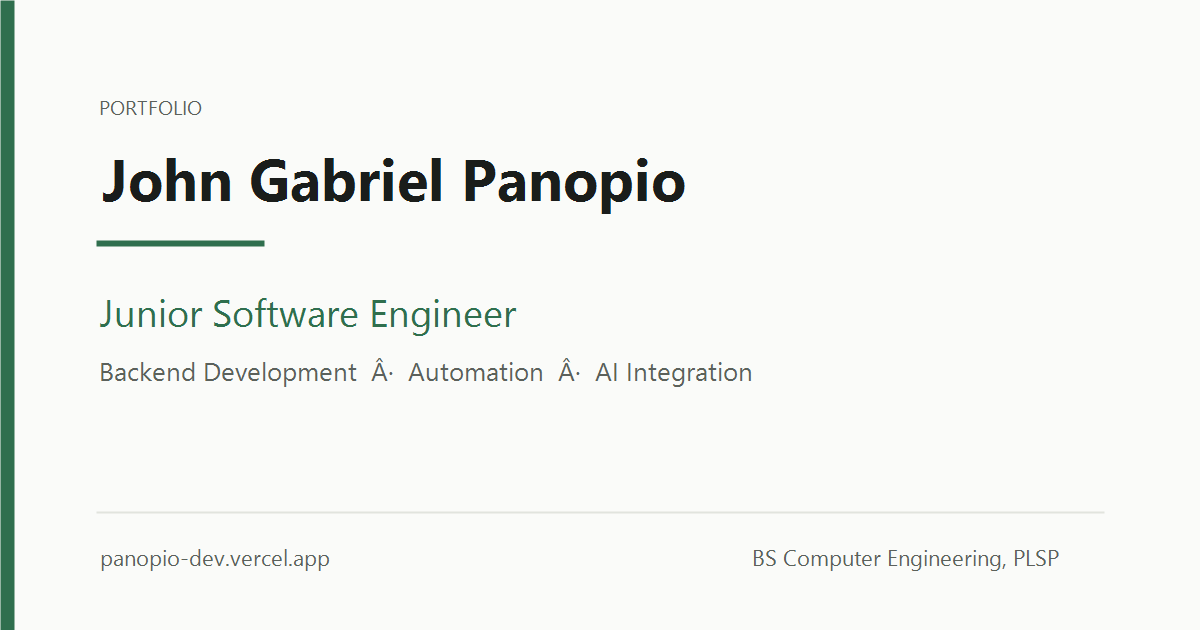 PORTFOLIO
John Gabriel Panopio
Junior Software Engineer
Backend Development Â· Automation Â· AI Integration
panopio-dev.vercel.app
BS Computer Engineering, PLSP